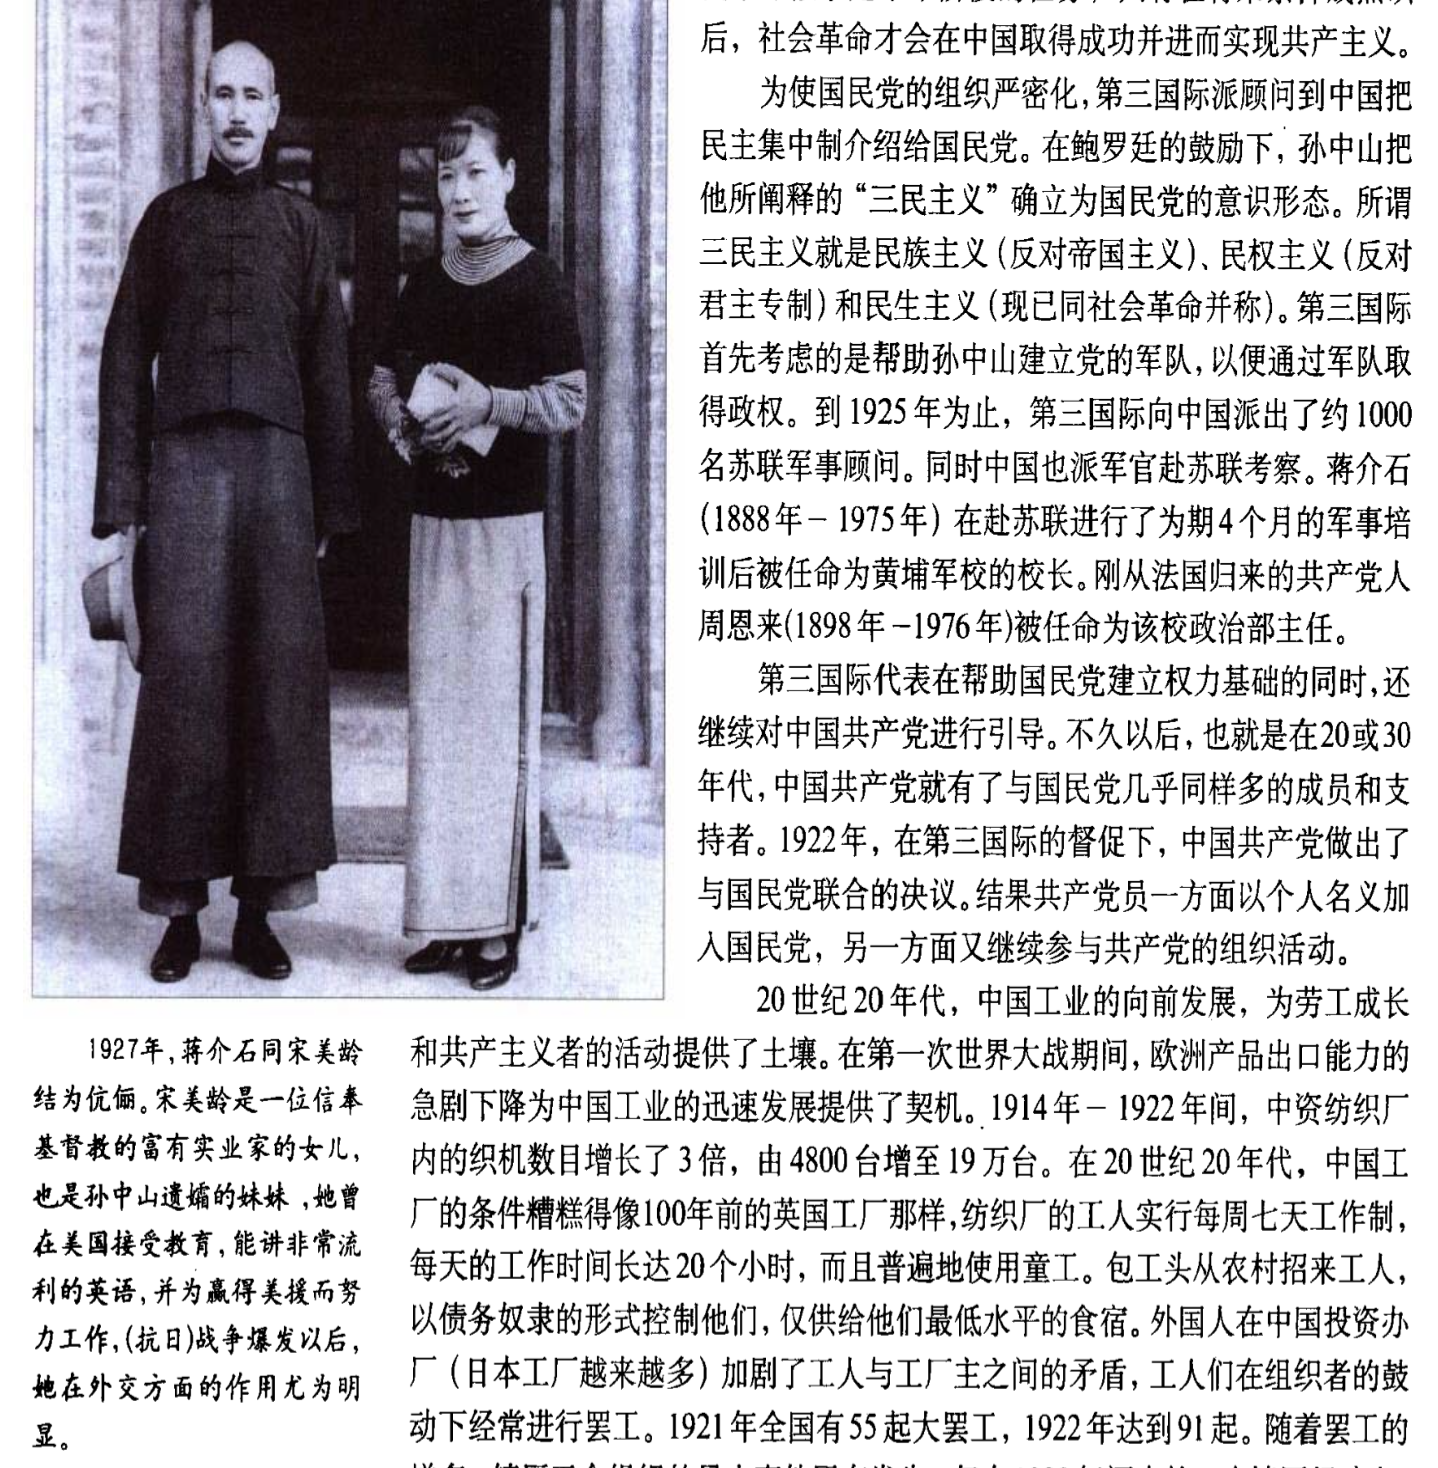 后，社会革命才会在中国取得成功并进而实现共产主义。
为使国民党的组织严密化，第三国际派顾问到中国把
民主集中制介绍给国民党。在鲍罗廷的鼓励下，孙中山把
他所阐释的“三民主义”确立为国民党的意识形态。所谓
三民主义就是民族主义（反对帝国主义）、民权主义（反对
君主专制）和民生主义（现已同社会革命并称）。第三国际
首先考虑的是帮助孙中山建立党的军队，以便通过军队取
得政权。到1925年为止，第三国际向中国派出了约1000
名苏联军事顾问。同时中国也派军官赴苏联考察。蒋介石
(1888年－1975年）在赴苏联进行了为期4个月的军事培
训后被任命为黄埔军校的校长。刚从法国归来的共产党人
周恩来(1898年－1976年)被任命为该校政治部主任。
第三国际代表在帮助国民党建立权力基础的同时，还
继续对中国共产党进行引导。不久以后，也就是在20或30
年代，中国共产党就有了与国民党几乎同样多的成员和支
持者。1922年，在第三国际的督促下，中国共产党做出了
与国民党联合的决议。结果共产党员一方面以个人名义加
入国民党，另一方面又继续参与共产党的组织活动。
20世纪20年代，中国工业的向前发展，为劳工成长
和共产主义者的活动提供了土壤。在第一次世界大战期间，欧洲产品出口能力的
急剧下降为中国工业的迅速发展提供了契机。1914年－1922年间，中资纺织厂
内的织机数目增长了3倍，由4800台增至19万台。在20世纪20年代，中国工
厂的条件糟糕得像100年前的英国工厂那样，纺织厂的工人实行每周七天工作制，
每天的工作时间长达20个小时，而且普遍地使用童工。包工头从农村招来工人，
以债务奴隶的形式控制他们，仅供给他们最低水平的食宿。外国人在中国投资办
厂（日本工厂越来越多）加剧了工人与工厂主之间的矛盾，工人们在组织者的鼓
动下经常进行罢工。1921年全国有55起大罢工，1922年达到91起。随着罢工的
1927年，蒋介石同宋美龄
结为伉俪。宋美龄是一位信奉
基督教的富有实业家的女儿，
也是孙中山遗孀的妹妹，她曾
在美国接受教育，能讲非常流
利的英语，并为赢得美援而努
力工作，(抗日)战争爆发以后，
她在外交方面的作用尤为明
显。